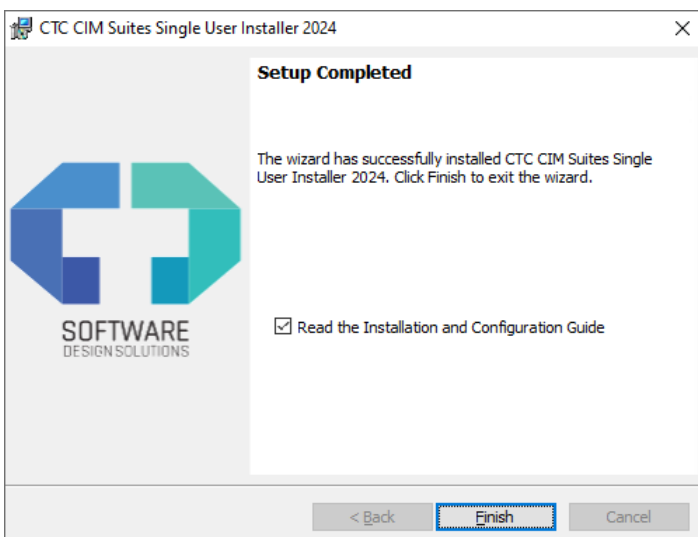 CTC CIM Suites Single User Installer 2024
Setup Completed
The wizard has successfully installed CTC CIM Suites Single
User Installer 2024. Click Finish to exit the wizard.
Read the Installation and Configuration Guide
SOFTWARE
DESIGN SOLUTIONS
< Back
Finish
Cancel